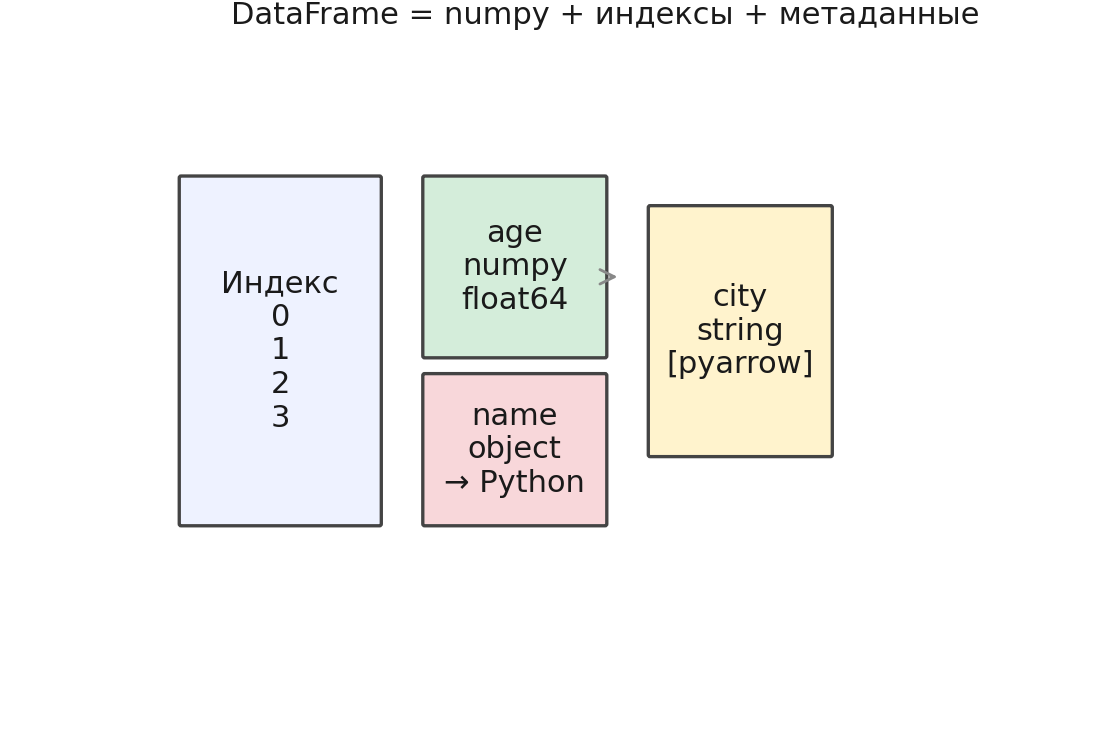 DataFrame = numpy + индексы + метаданные
Индекс
0
1
2
3
age
numpy
float64
name
object
→ Python
city
string
[pyarrow]